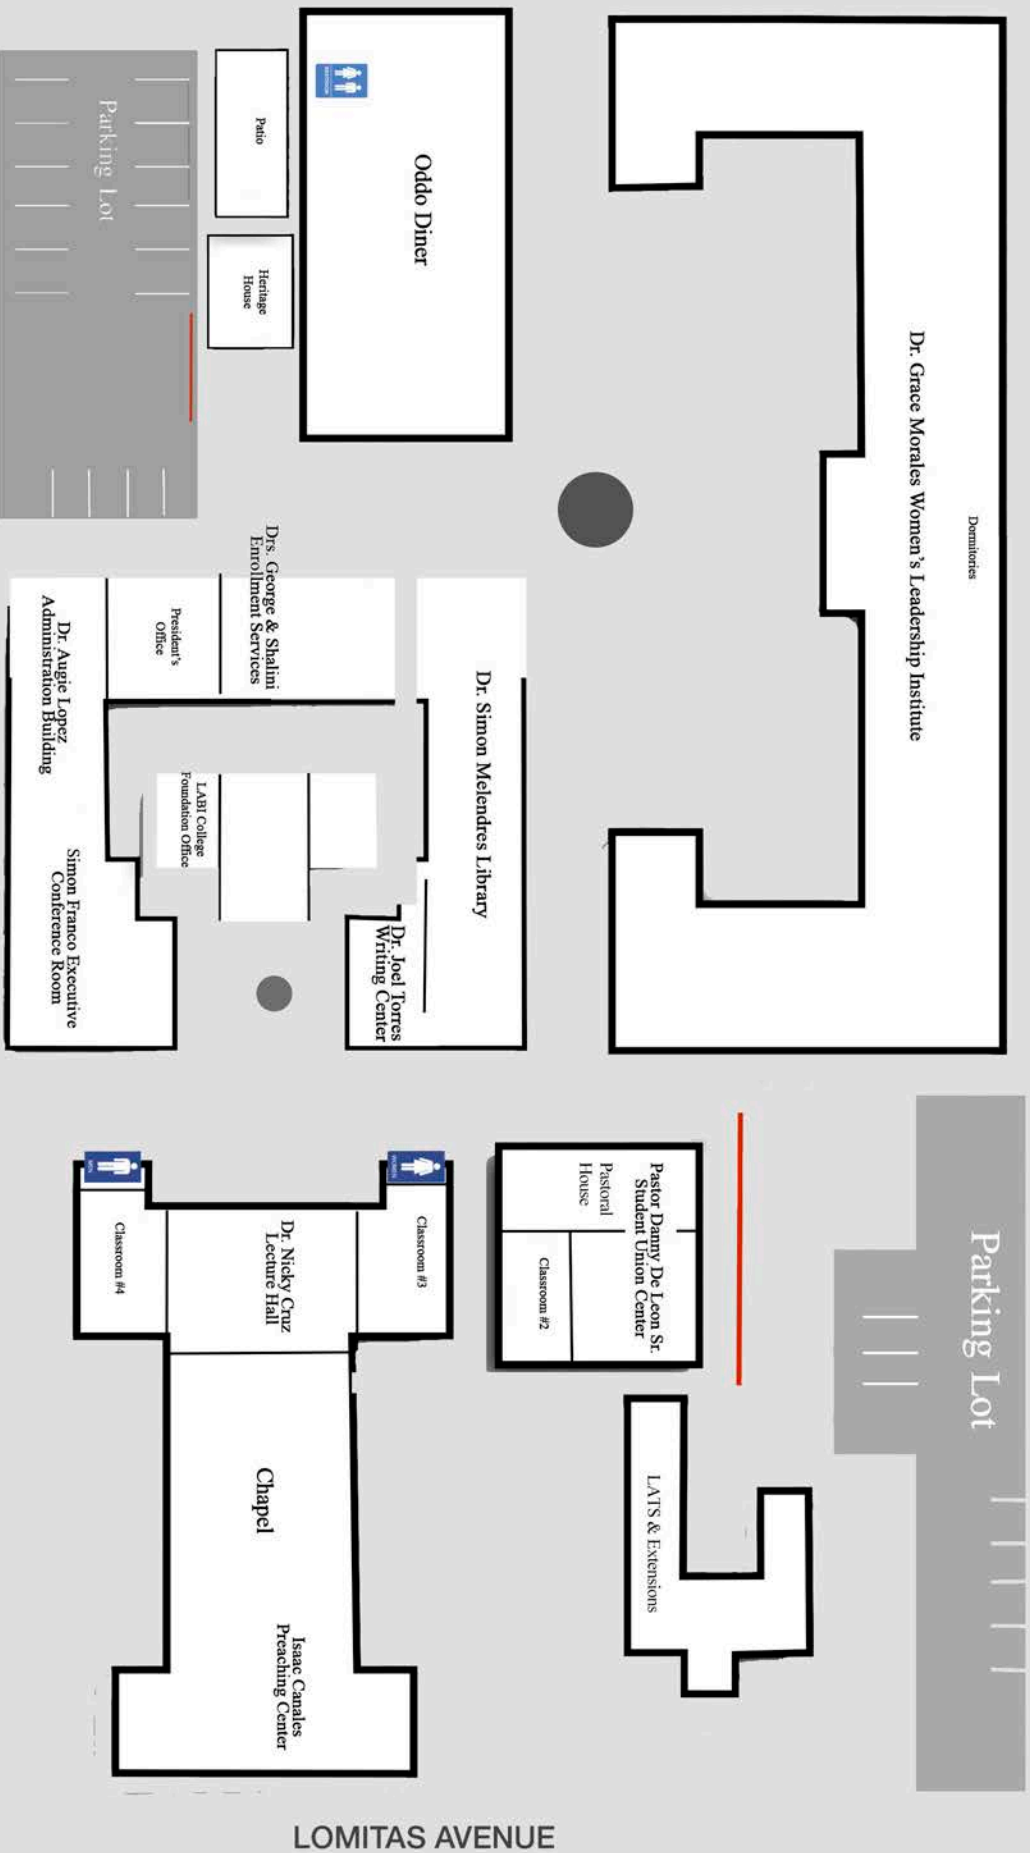 Parking Lot
Patio
Heritage
House
Oddo Diner
Dr. Grace Morales Women's Leadership Institute
Dormitories
Drs. George & Shalini
Enrollment Services
President's
Office
Dr. Augie Lopez
Administration Building
Simon Franco Executive
Conference Room
LABI College
Foundation Office
Dr. Simon Melendres Library
Dr. Joel Torres
Writing Center
Classroom #4
Dr. Nicky Cruz
Lecture Hall
Classroom #3
Pastor Danny De Leon Sr.
Student Union Center
Pastoral
House
Classroom #2
Parking Lot
LATS & Extensions
Chapel
Isaac Canales
Preaching Center
LOMITAS AVENUE